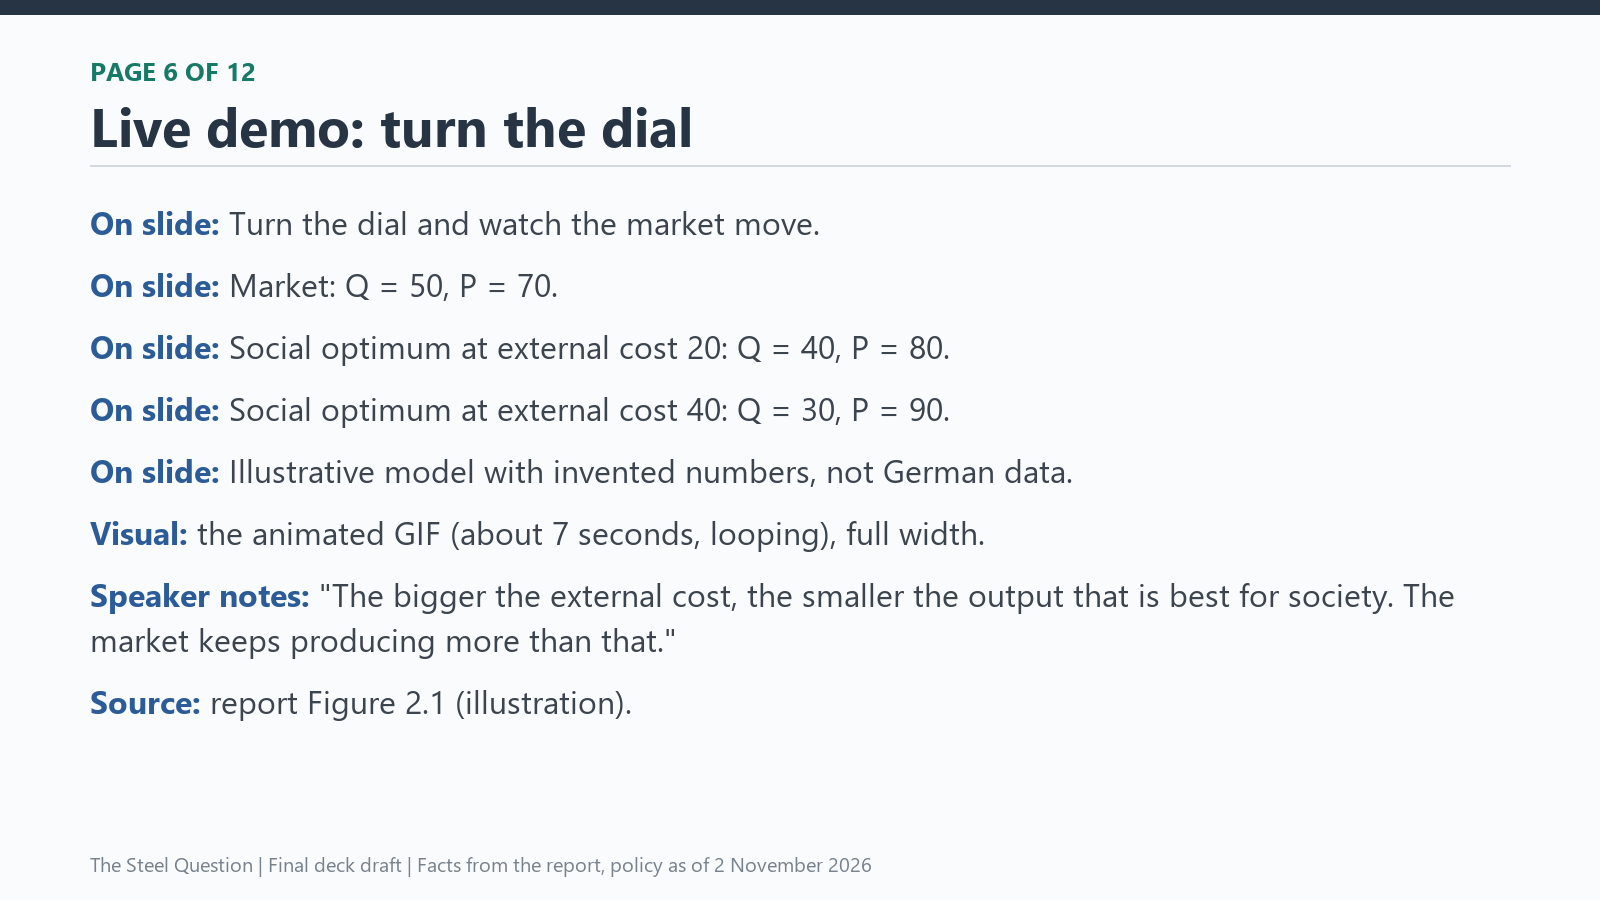 PAGE 6 OF 12
Live demo: turn the dial
On slide: Turn the dial and watch the market move.
On slide: Market: Q = 50, P = 70.
On slide: Social optimum at external cost 20: Q = 40, P = 80.
On slide: Social optimum at external cost 40: Q = 30, P = 90.
On slide: Illustrative model with invented numbers, not German data.
Visual: the animated GIF (about 7 seconds, looping), full width.
Speaker notes: "The bigger the external cost, the smaller the output that is best for society. The
market keeps producing more than that."
Source: report Figure 2.1 (illustration).
The Steel Question | Final deck draft | Facts from the report, policy as of 2 November 2026